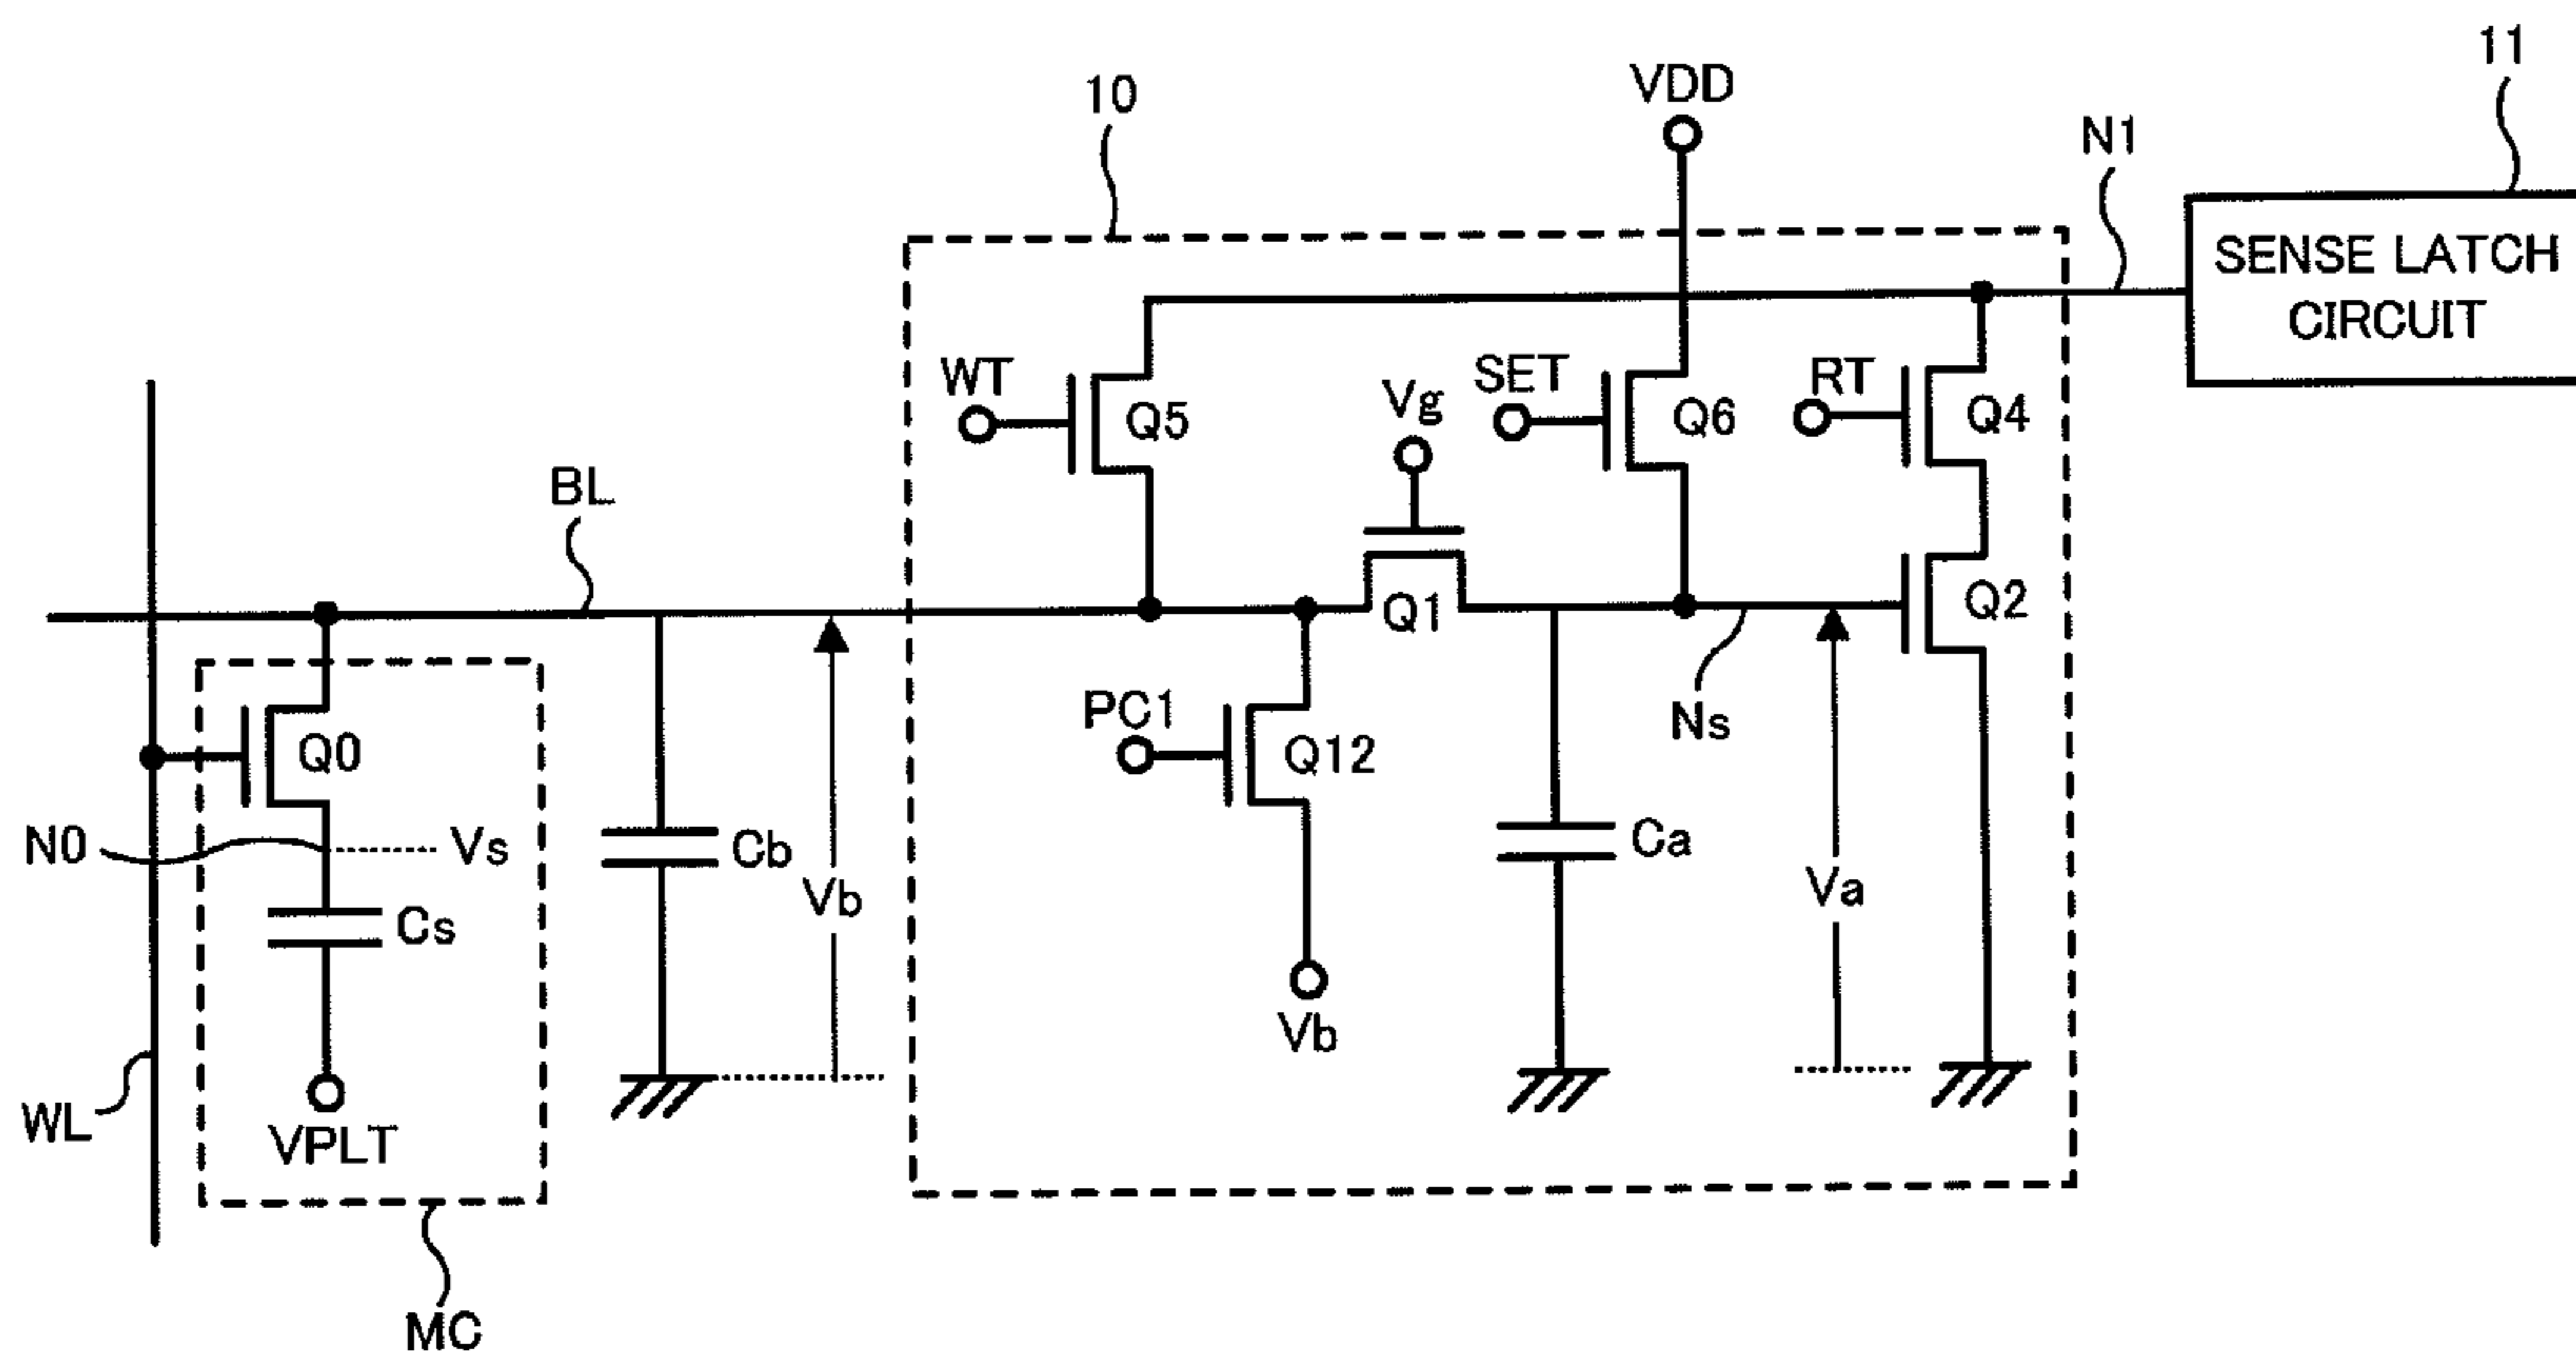 11
10
VDD
N1
SENSE LATCH
CIRCUIT
WT
Q5
Vg
SET
Q6
RT
Q4
BL
Q1
Q2
PC1
Q12
Ns
Q0
N0
Vs
Cb
Vb
Ca
Va
Cs
Vb
WL
VPLT
MC